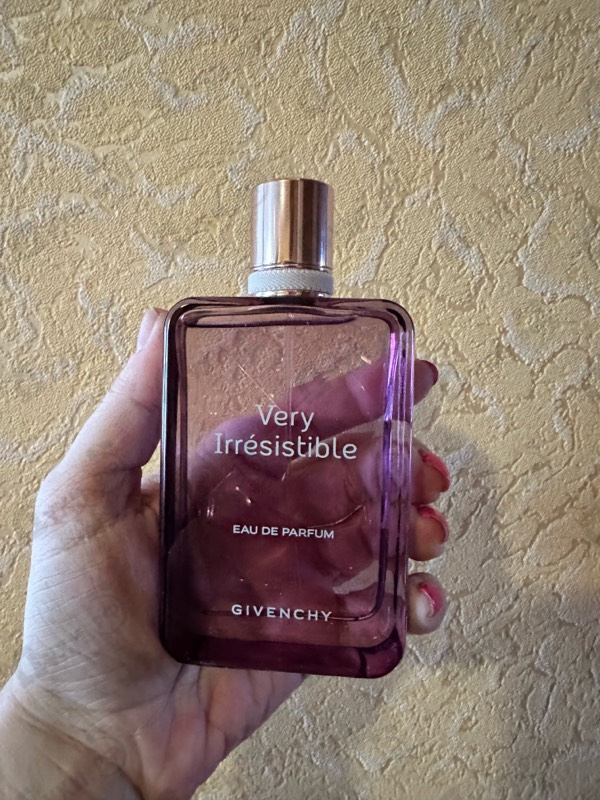 Very
Irrésistible
EAU DE PARFUM
GIVENCHY